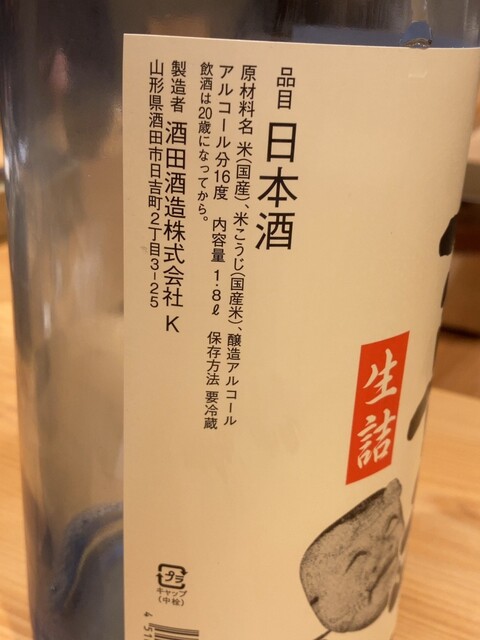 品目 日本酒
原材料名 米(国産)、米こうじ(国産米)、醸造アルコール
アルコール分16度 内容量 1.8ℓ 保存方法 要冷蔵
飲酒は20歳になってから。
製造者 酒田酒造株式会社 K
山形県酒田市日吉町2丁目3-25
生詰
プラ
キャップ
(中栓)